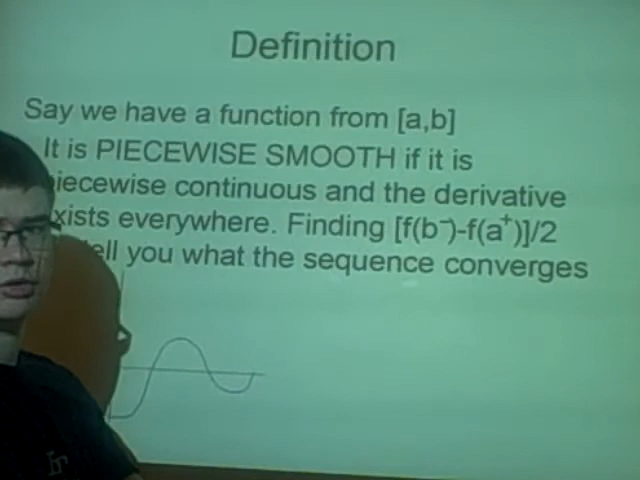 Definition
Say we have a function from [a,b]
It is PIECEWISE SMOOTH if it is
iecewise continuous and the derivative
xists everywhere. Finding [f(b⁻)-f(a⁺)]/2
ell you what the sequence converges